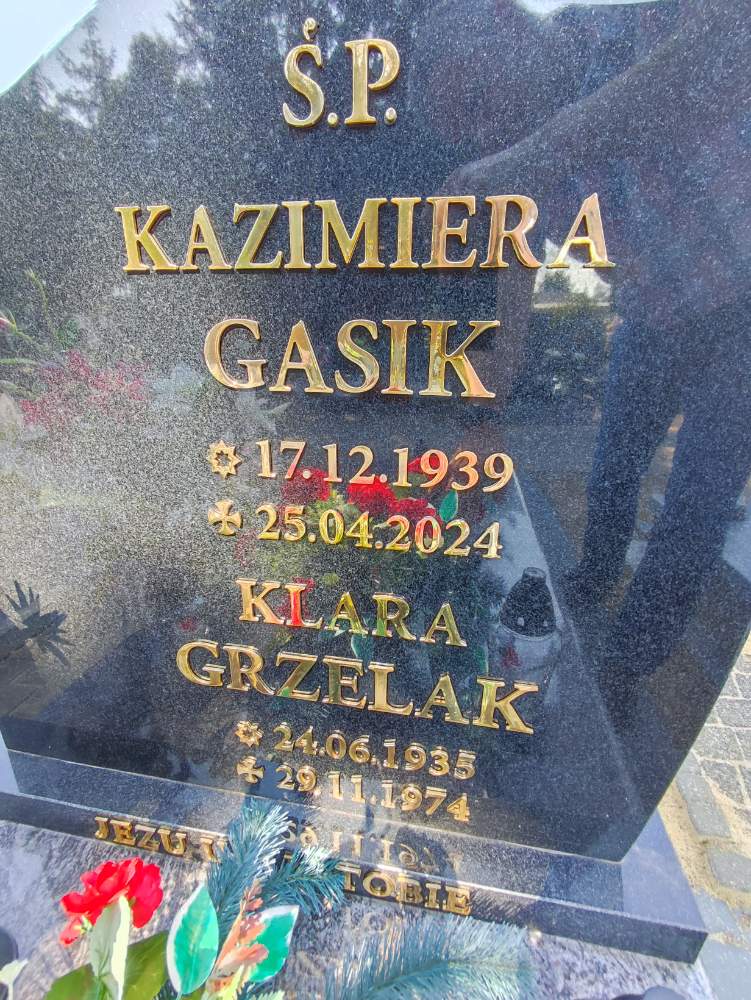 Ś.P.
KAZIMIERA
GASIK
17.12.1939
25.04.2024
KLARA
GRZELAK
24.06.1935
29.11.1974
JEZU TOBIE